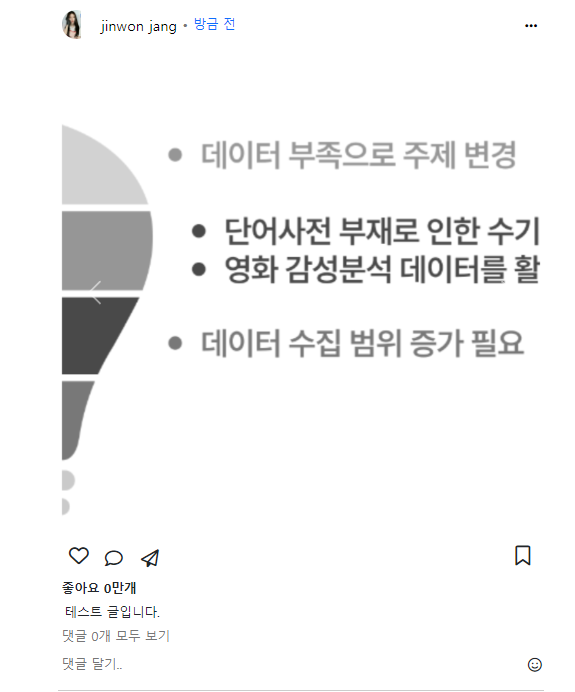 jinwon jang • 방금 전
데이터 부족으로 주제 변경
단어사전 부재로 인한 수기
영화 감성분석 데이터를 활
데이터 수집 범위 증가 필요
좋아요 0만개
테스트 글입니다.
댓글 0개 모두 보기
댓글 달기..